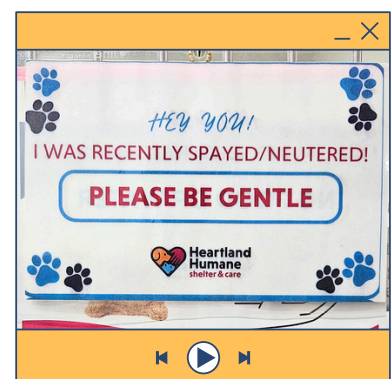 HEY YOU!
I WAS RECENTLY SPAYED/NEUTERED!
PLEASE BE GENTLE
Heartland
Humane
shelter & care